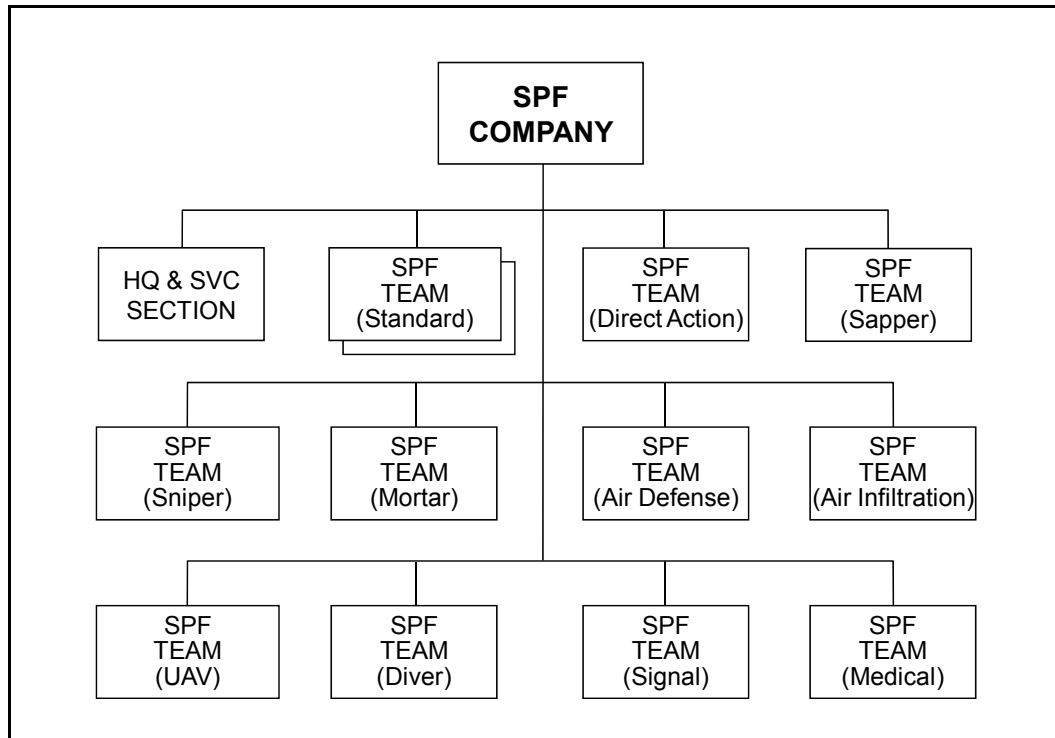 SPF
COMPANY
HQ & SVC
SECTION
SPF
TEAM
(Standard)
SPF
TEAM
(Direct Action)
SPF
TEAM
(Sapper)
SPF
TEAM
(Sniper)
SPF
TEAM
(Mortar)
SPF
TEAM
(Air Defense)
SPF
TEAM
(Air Infiltration)
SPF
TEAM
(UAV)
SPF
TEAM
(Diver)
SPF
TEAM
(Signal)
SPF
TEAM
(Medical)